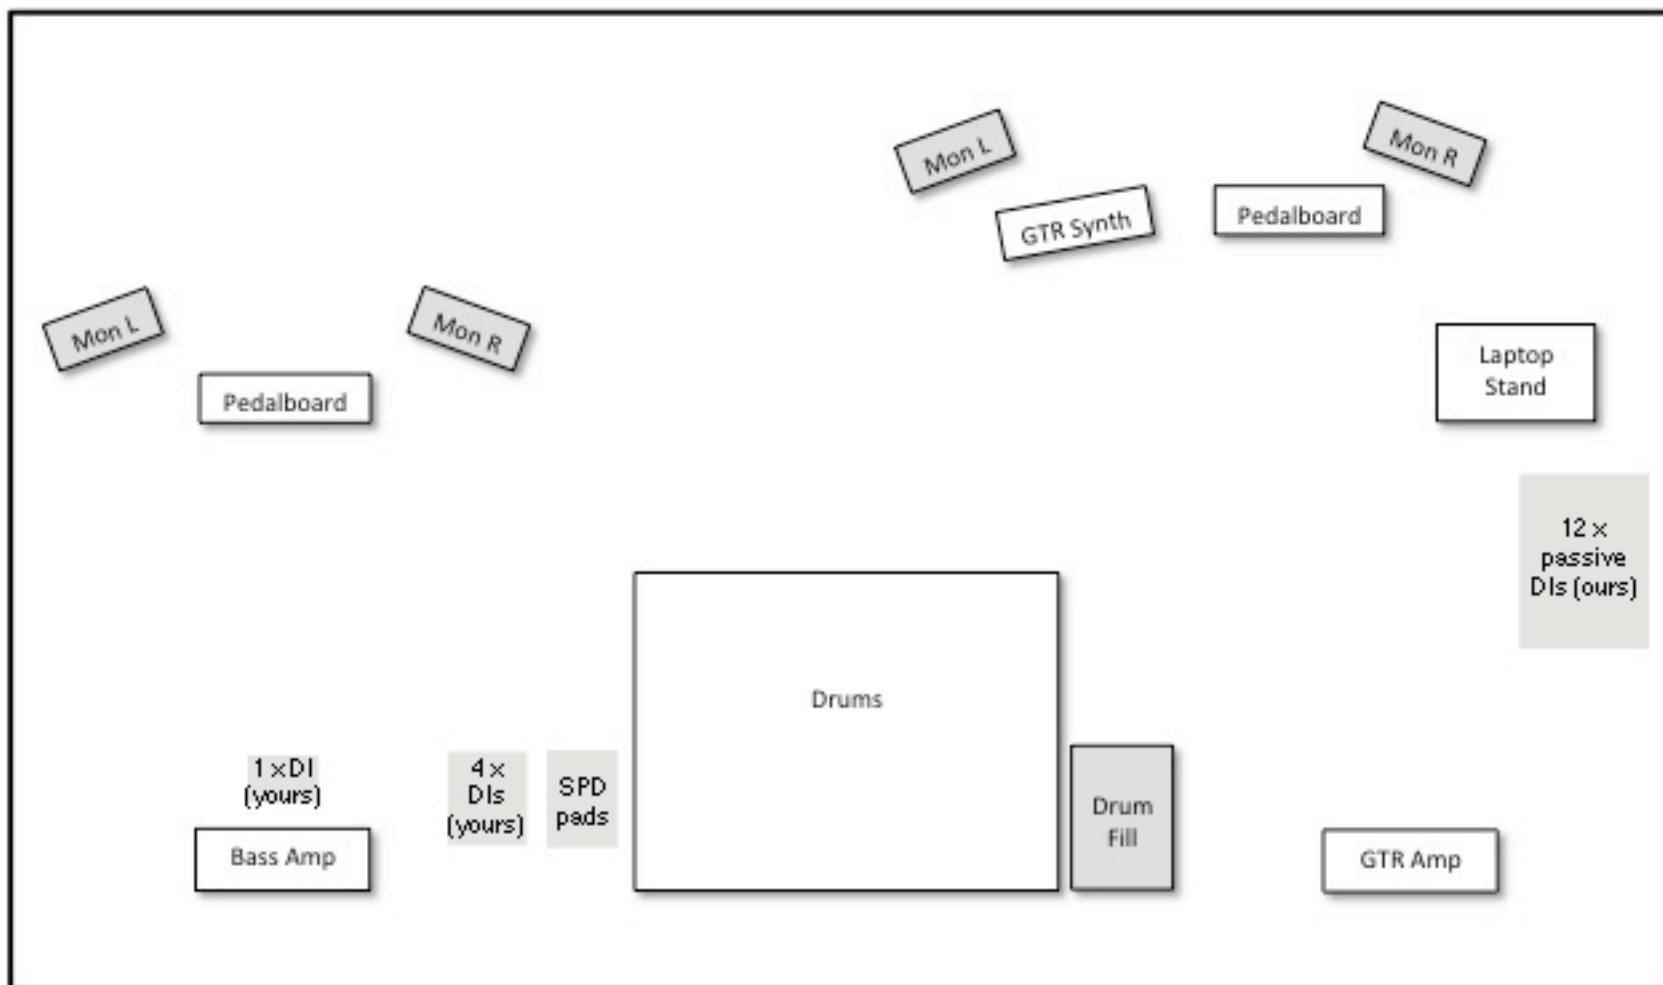 Mon L
Mon R
GTR Synth
Pedalboard
Mon L
Mon R
Pedalboard
Laptop
Stand
12 x
passive
DIs (ours)
Drums
1 x DI
(yours)
4 x
DIs
(yours)
SPD
pads
Drum
Fill
Bass Amp
GTR Amp